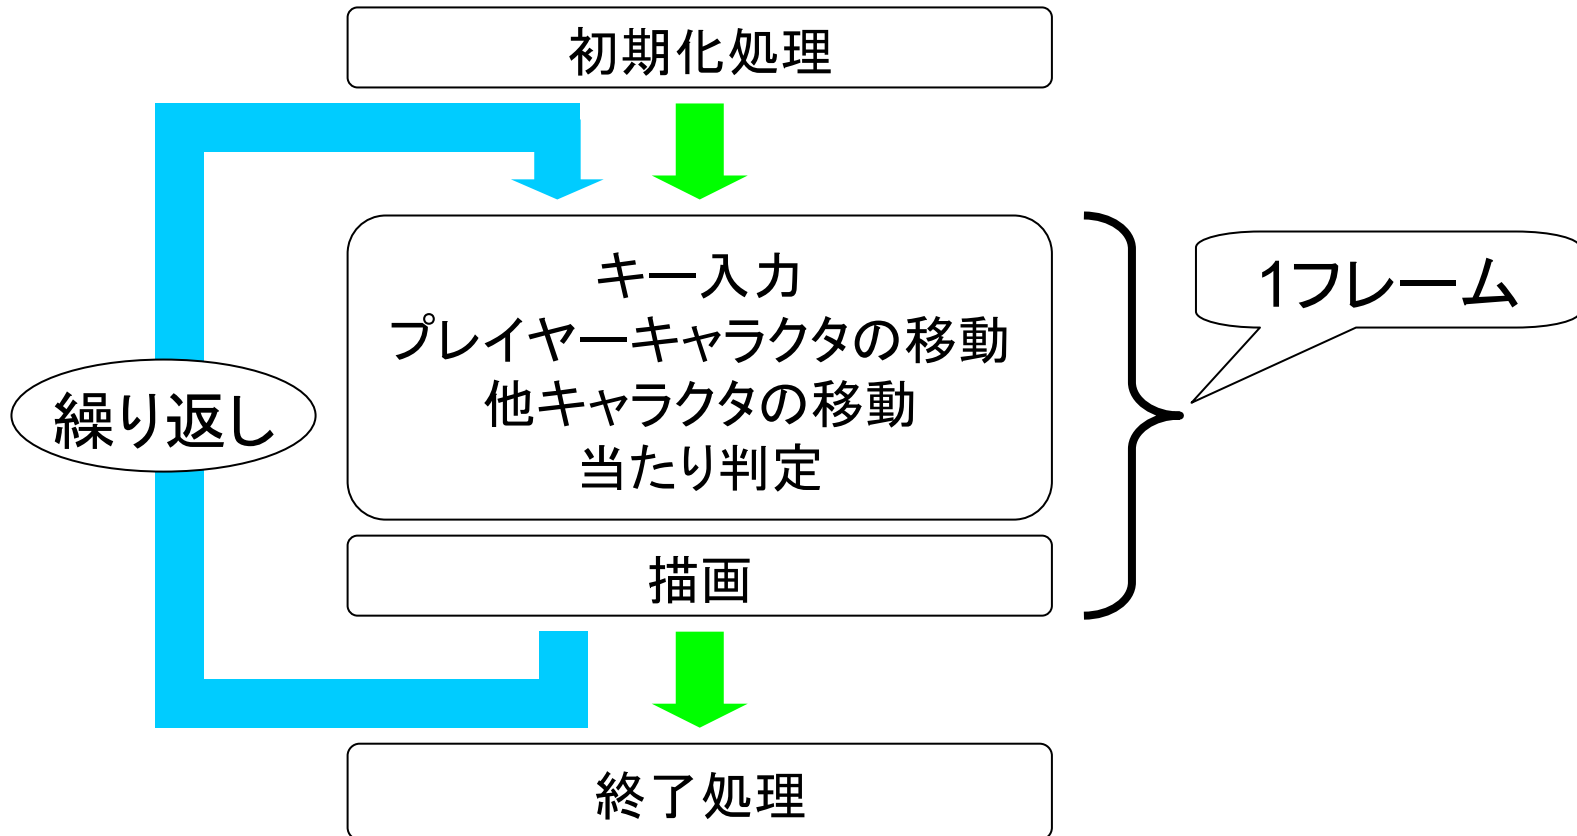 初期化処理
キー入力
プレイヤーキャラクタの移動
他キャラクタの移動
当たり判定
1フレーム
繰り返し
描画
終了処理